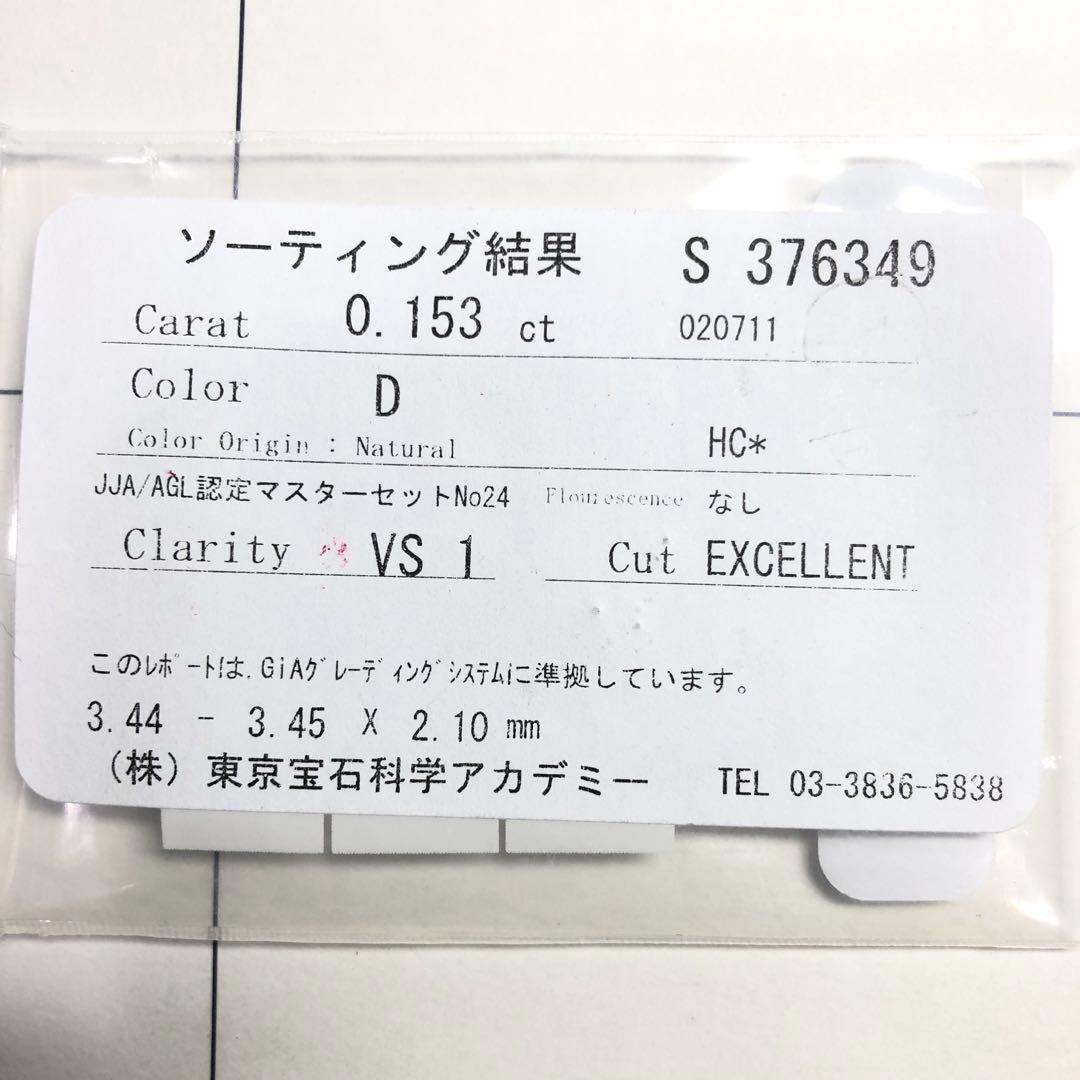 ソーティング結果 S 376349
Carat 0.153 ct 020711
Color D
Color Origin : Natural HC*
JJA/AGL認定マスターセットNo24 Flourescence なし
Clarity VS 1 Cut EXCELLENT
このﾚﾎﾟｰﾄは,GiAｸﾞﾚｰﾃﾞｨﾝｸﾞｼｽﾃﾑに準拠しています。
3.44 - 3.45 X 2.10 mm
(株) 東京宝石科学アカデミー TEL 03-3836-5838